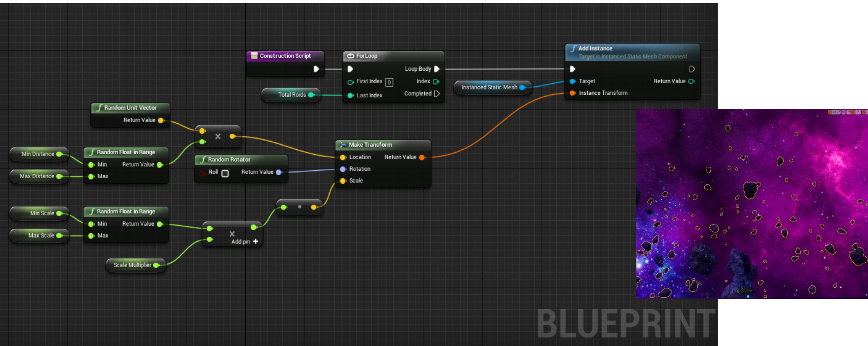 Construction Script
ForLoop
Loop Body
First Index 0
Index
Last Index
Completed
Total Roids
Add Instance
Target is Instanced Static Mesh Component
Target
Return Value
Instance Transform
Instanced Static Mesh
Random Unit Vector
Return Value
×
Min Distance
Max Distance
Random Float in Range
Min
Return Value
Max
Random Rotator
Roll
Return Value
Make Transform
Location
Return Value
Rotation
Scale
Min Scale
Max Scale
Random Float in Range
Min
Return Value
Max
×
Add pin +
Scale Multiplier
BLUEPRINT